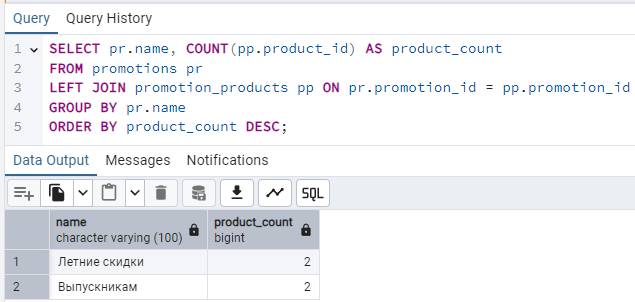 Query Query History
1 SELECT pr.name, COUNT(pp.product_id) AS product_count
2 FROM promotions pr
3 LEFT JOIN promotion_products pp ON pr.promotion_id = pp.promotion_id
4 GROUP BY pr.name
5 ORDER BY product_count DESC;
Data Output Messages Notifications
SQL
name product_count
character varying (100) bigint
1 Летние скидки 2
2 Выпускникам 2